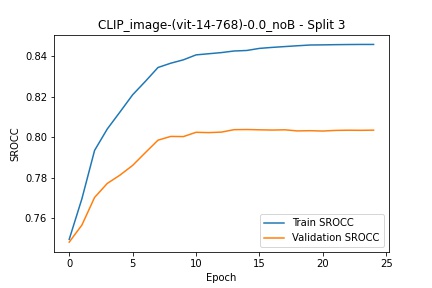 CLIP_image-(vit-14-768)-0.0_noB - Split 3
0.84
0.82
0.80
0.78
0.76
SROCC
Train SROCC
Validation SROCC
0 5 10 15 20 25
Epoch